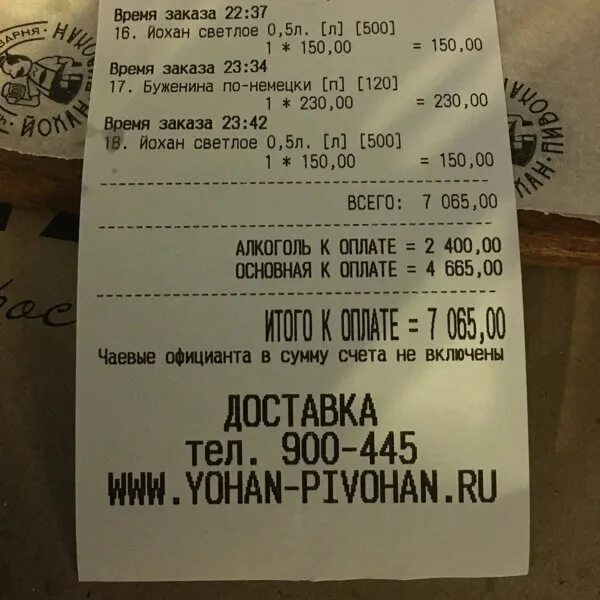 Время заказа 22:37
16. Йохан светлое 0,5л. [л] [500]
1 * 150,00 = 150,00
Время заказа 23:34
17. Буженина по-немецки [п] [120]
1 * 230,00 = 230,00
Время заказа 23:42
18. Йохан светлое 0,5л. [л] [500]
1 * 150,00 = 150,00
ВСЕГО: 7 065,00
АЛКОГОЛЬ К ОПЛАТЕ = 2 400,00
ОСНОВНАЯ К ОПЛАТЕ = 4 665,00
ИТОГО К ОПЛАТЕ = 7 065,00
Чаевые официанта в сумму счета не включены
ДОСТАВКА
тел. 900-445
WWW.YOHAN-PIVOHAN.RU